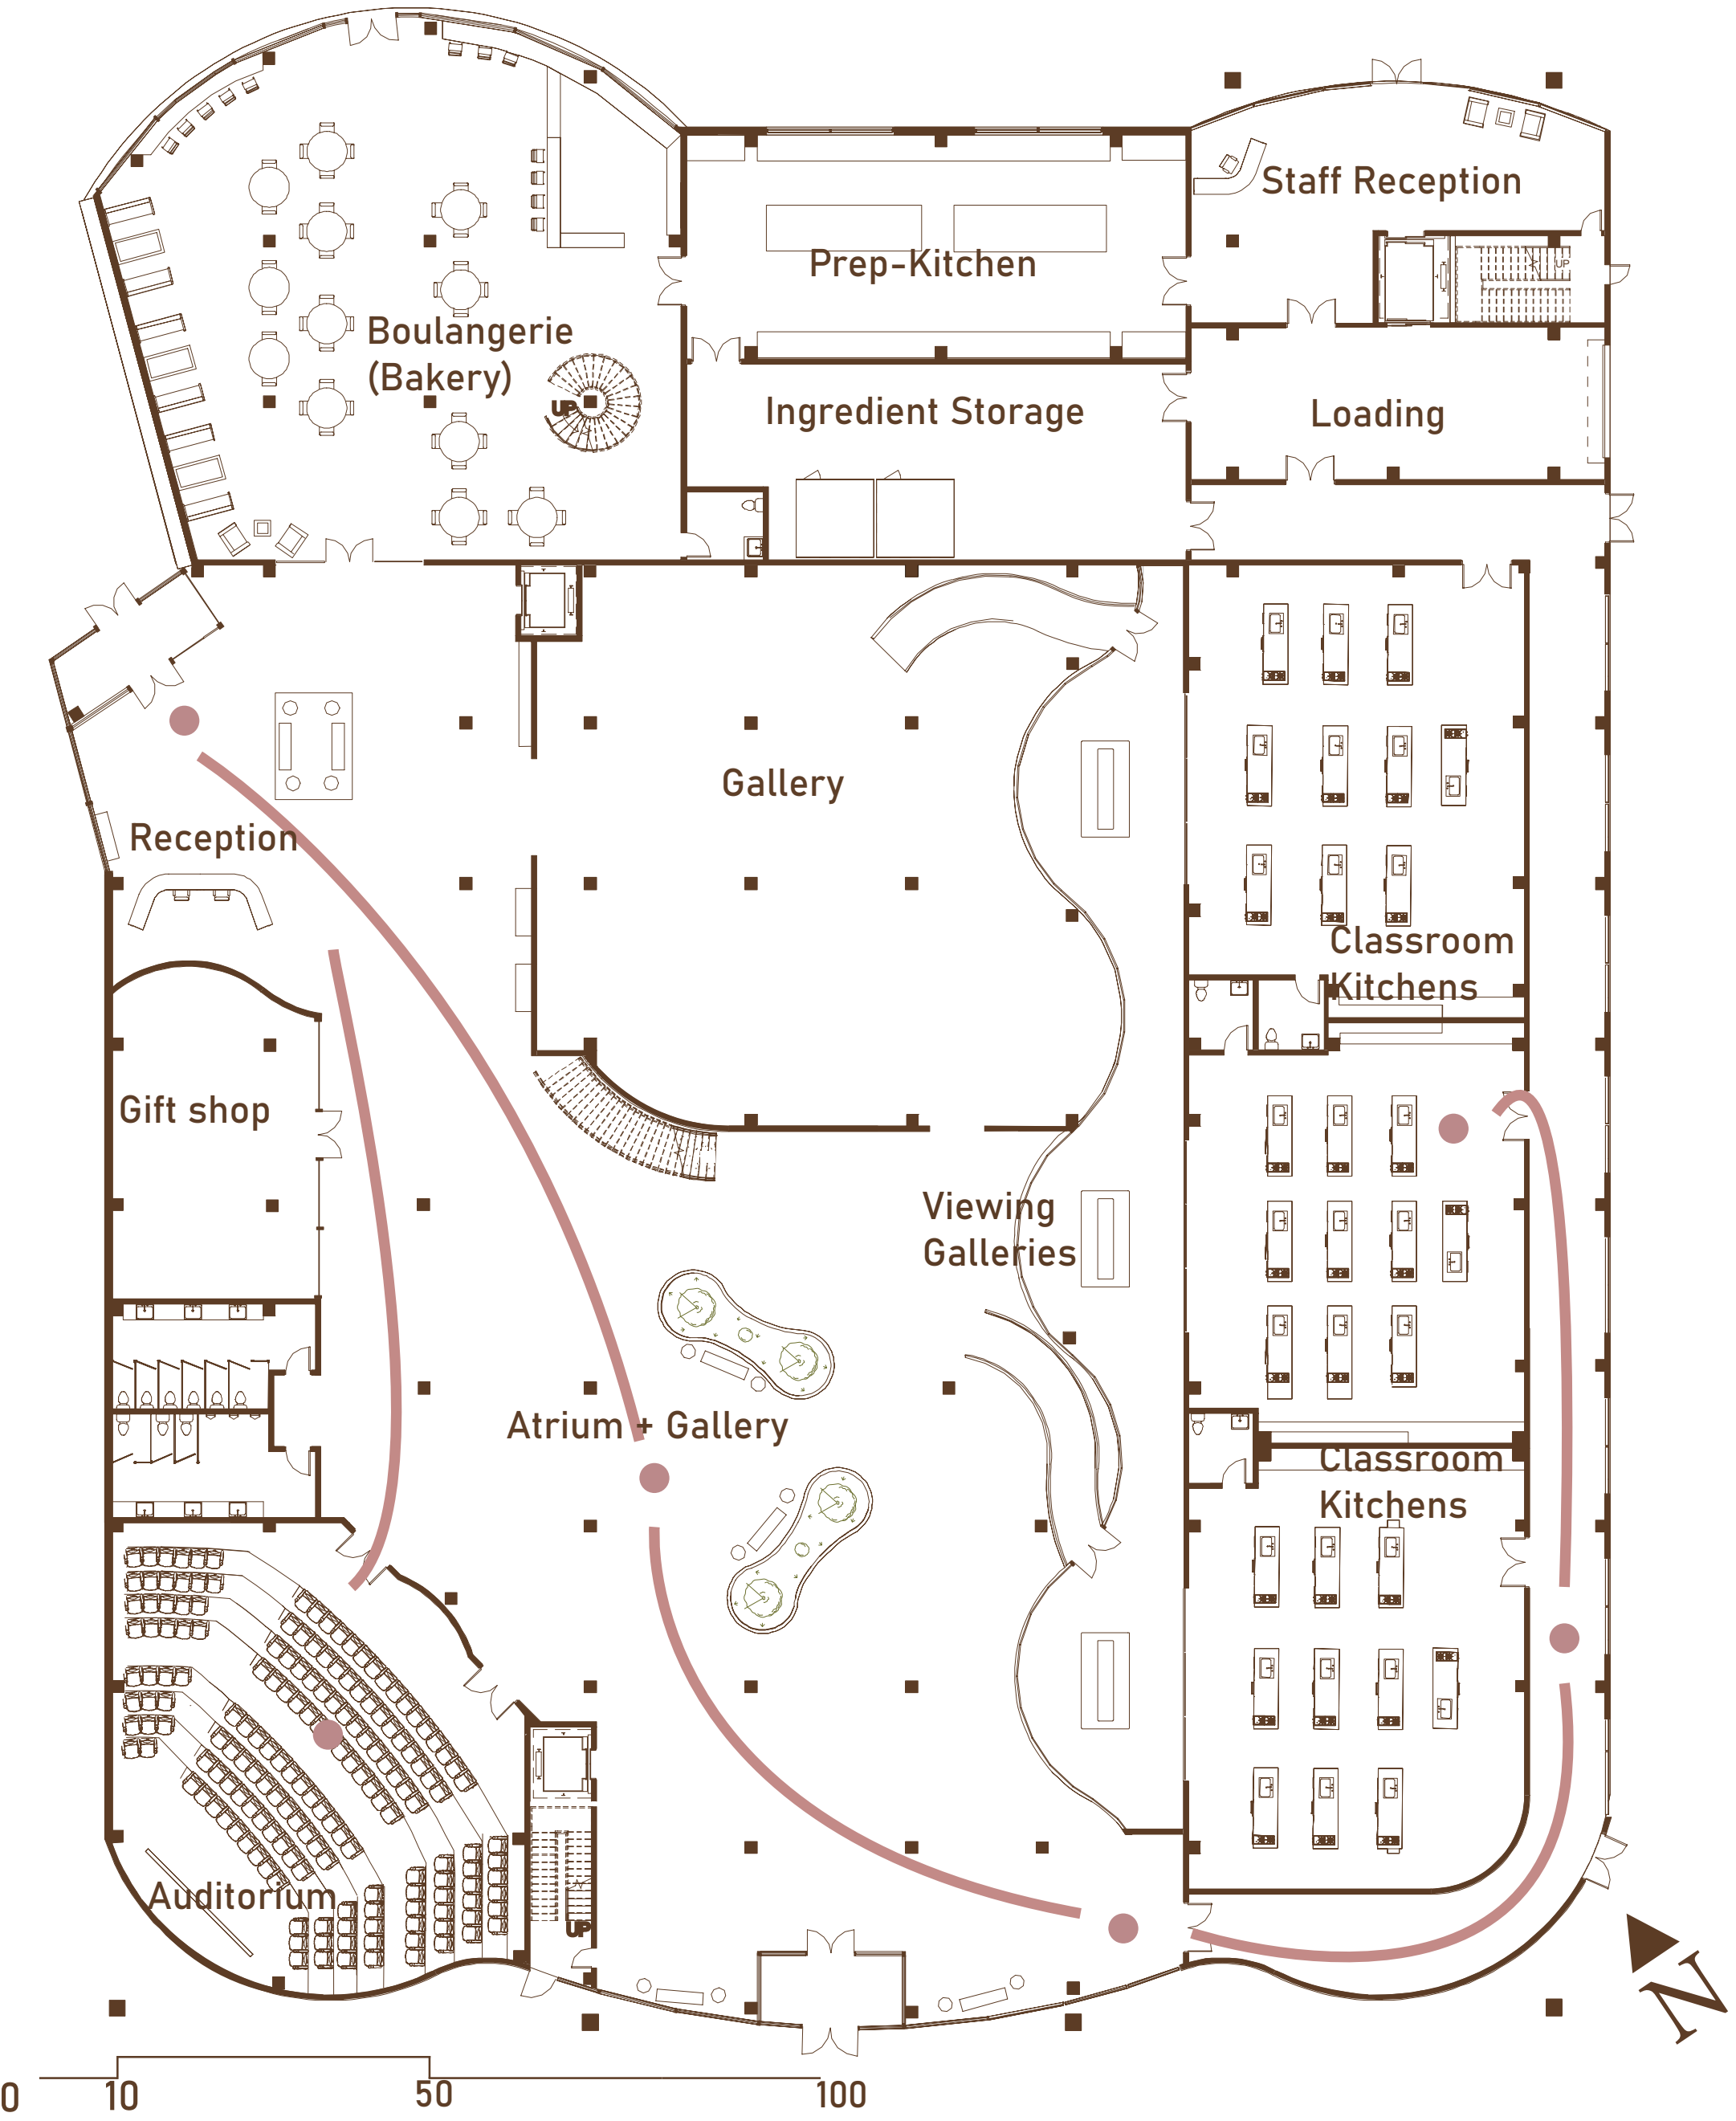 Staff Reception
UP
Prep-Kitchen
Boulangerie
(Bakery)
UP
Ingredient Storage
Loading
Gallery
Reception
Classroom
Kitchens
Gift shop
Viewing
Galleries
Atrium + Gallery
Classroom
Kitchens
Auditorium
UP
N
0
10
50
100